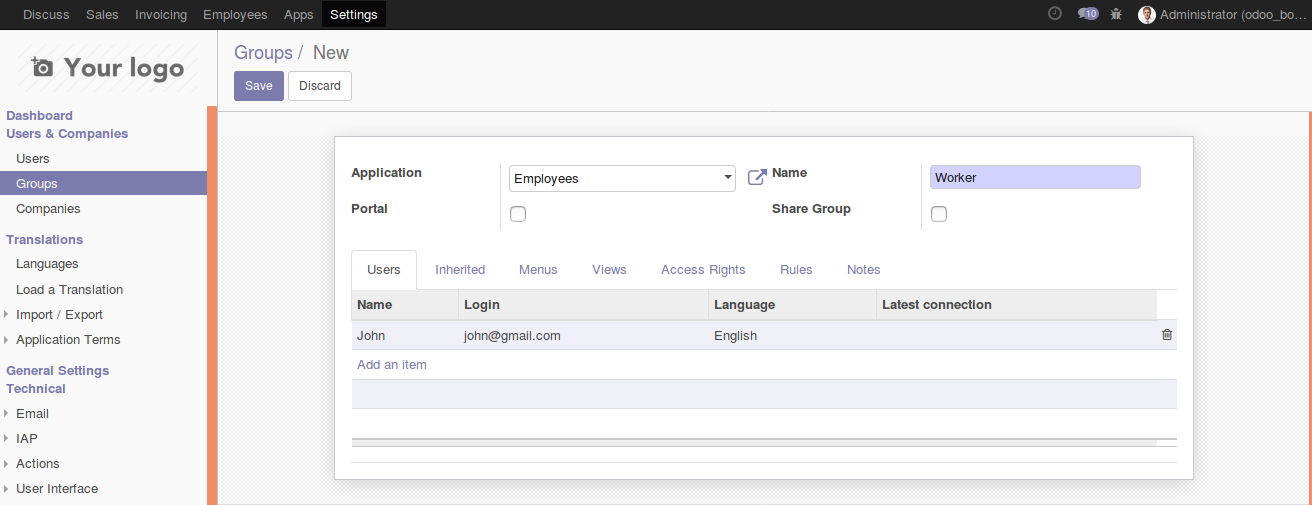 Discuss Sales Invoicing Employees Apps Settings 10 Administrator (odoo_bo...
Your logo
Groups / New
Save Discard
Dashboard
Users & Companies
Users
Groups
Companies
Translations
Languages
Load a Translation
Import / Export
Application Terms
General Settings
Technical
Email
IAP
Actions
User Interface
Application Employees Name Worker
Portal Share Group
Users Inherited Menus Views Access Rights Rules Notes
Name Login Language Latest connection
John john@gmail.com English
Add an item